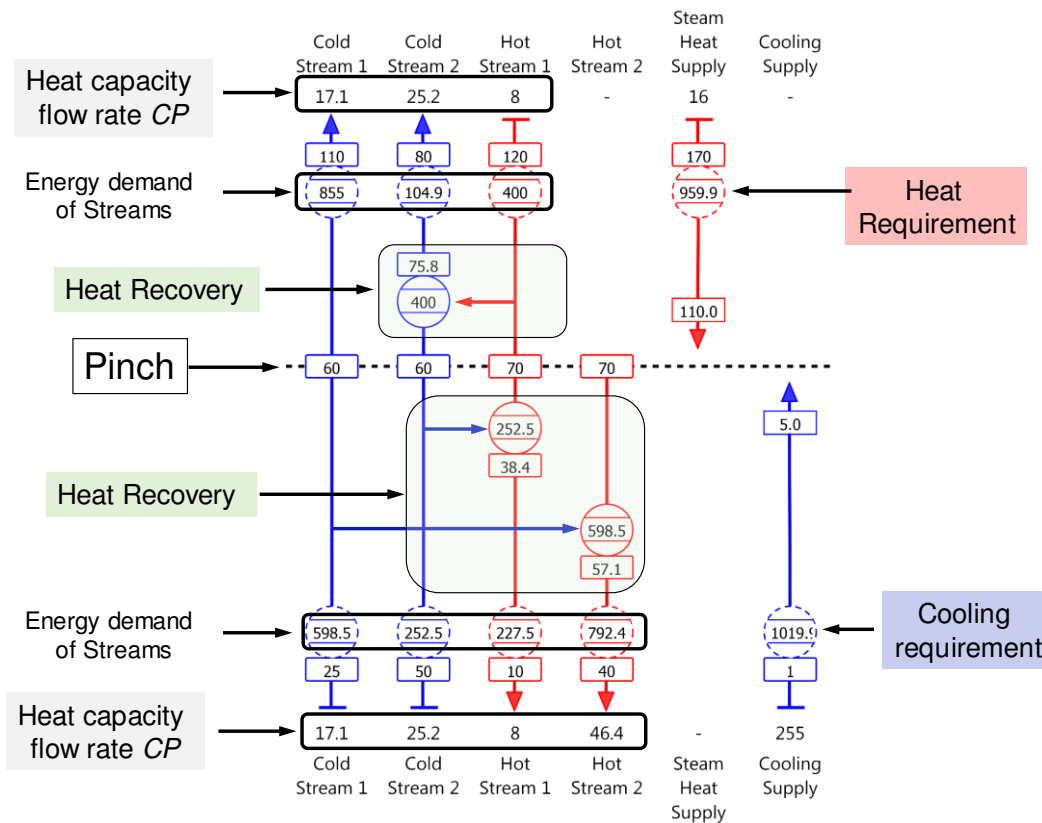 Cold Stream 1
Cold Stream 2
Hot Stream 1
Hot Stream 2
Steam Heat Supply
Cooling Supply
Heat capacity
flow rate CP
17.1 25.2 8 - 16 -
110 80 120 170
Energy demand
of Streams
855 104.9 400 959.9
Heat
Requirement
75.8
Heat Recovery
400
110.0
Pinch
60 60 70 70
5.0
252.5
38.4
Heat Recovery
598.5
57.1
Energy demand
of Streams
598.5 252.5 227.5 792.4 1019.9
Cooling
requirement
25 50 10 40 1
Heat capacity
flow rate CP
17.1 25.2 8 46.4 - 255
Cold Stream 1
Cold Stream 2
Hot Stream 1
Hot Stream 2
Steam Heat Supply
Cooling Supply